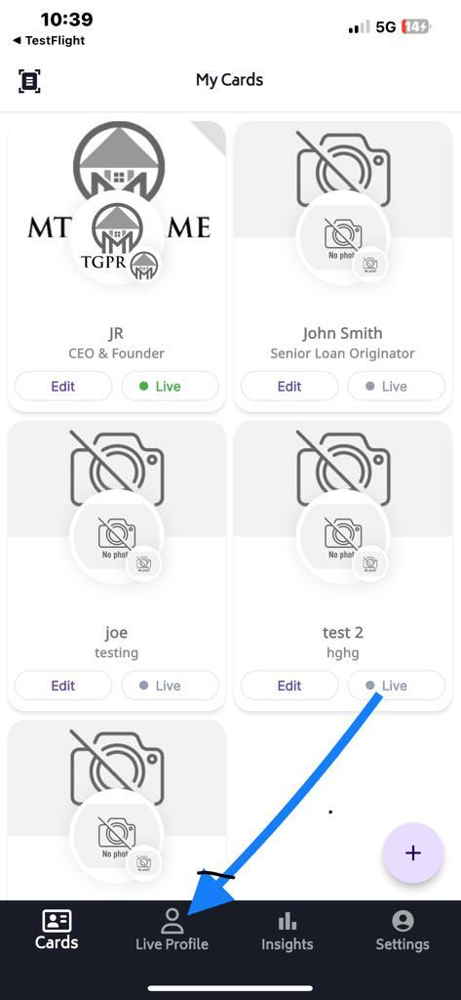 10:39
5G 14
◄ TestFlight
My Cards
MT ME
TGPR
No phot
JR
CEO & Founder
John Smith
Senior Loan Originator
Edit Live Edit Live
No phot No phot
joe
testing
test 2
hghg
Edit Live Edit Live
No phot
+
Cards Live Profile Insights Settings